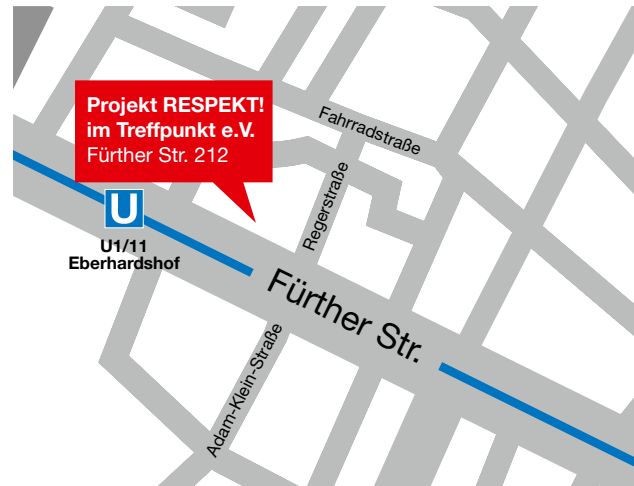 Projekt RESPEKT!
im Treffpunkt e.V.
Fürther Str. 212
Fahrradstraße
Regerstraße
U
U1/11
Eberhardshof
Fürther Str.
Adam-Klein-Straße